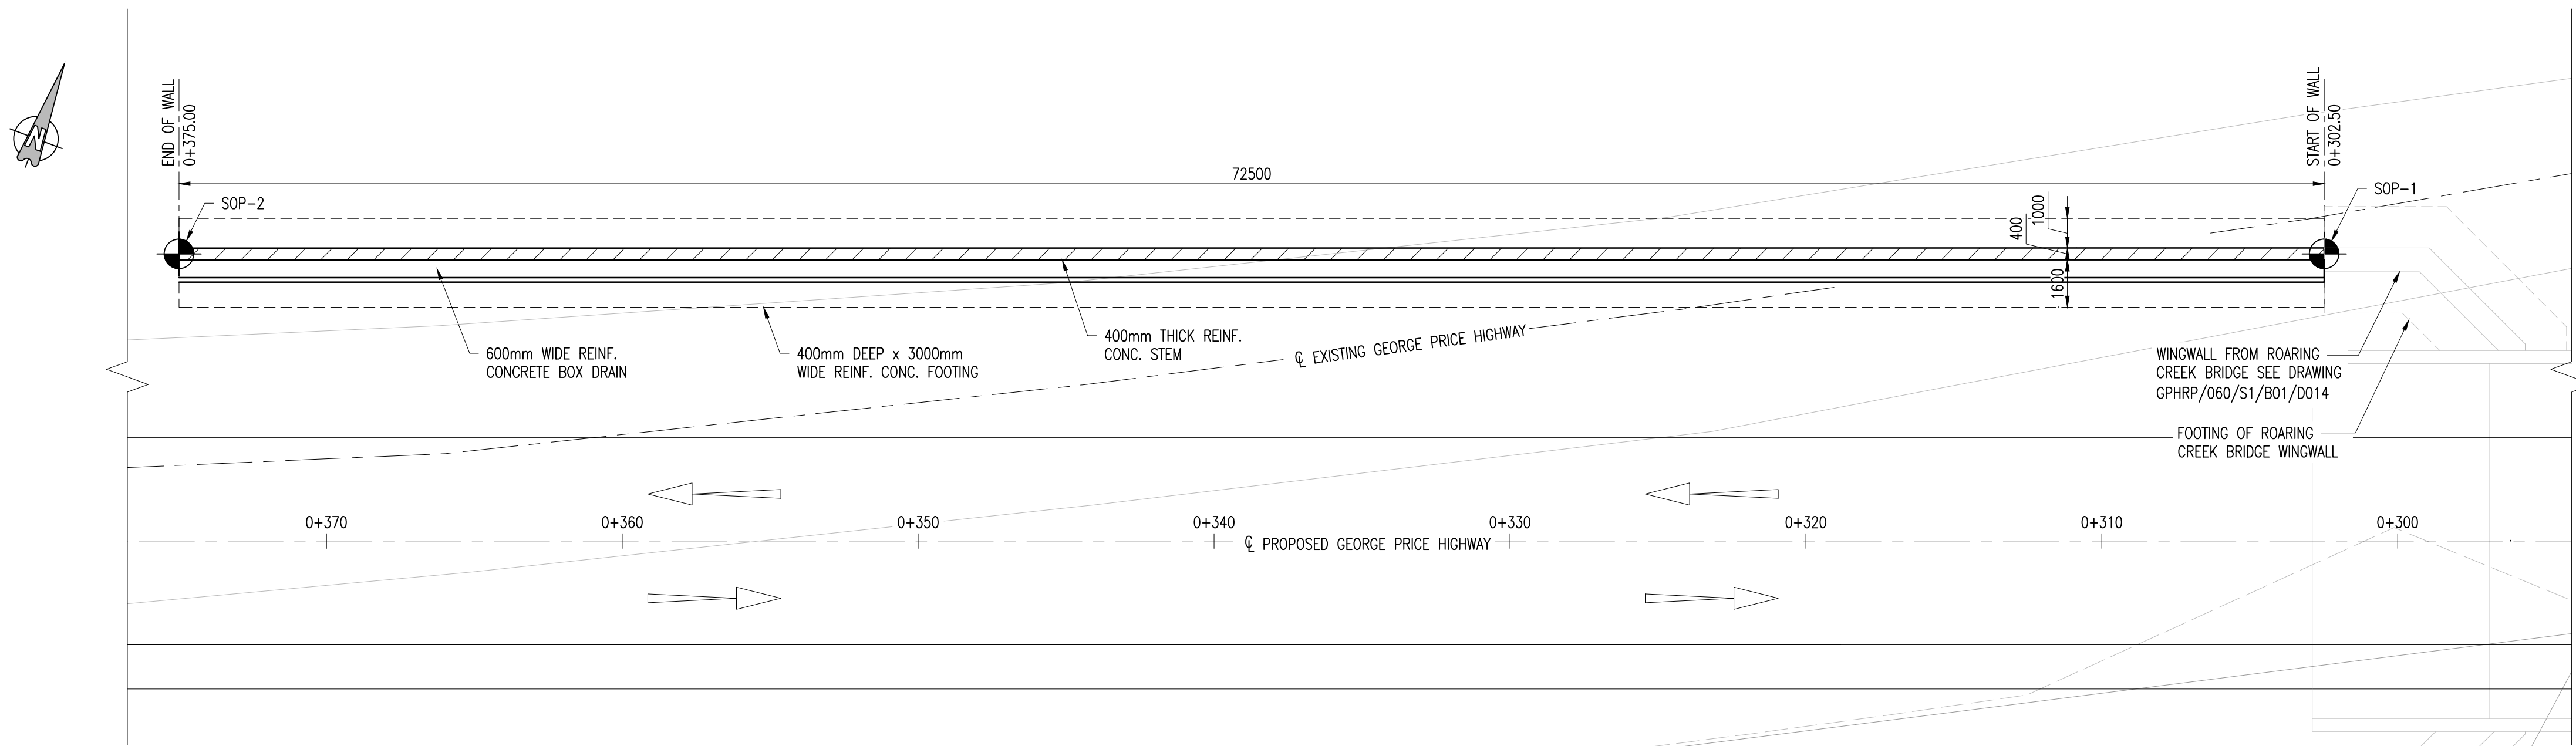 N
END OF WALL
0+375.00
START OF WALL
0+302.50
72500
SOP-2
SOP-1
1000
400
1600
600mm WIDE REINF.
CONCRETE BOX DRAIN
400mm DEEP x 3000mm
WIDE REINF. CONC. FOOTING
400mm THICK REINF.
CONC. STEM
℄ EXISTING GEORGE PRICE HIGHWAY
WINGWALL FROM ROARING
CREEK BRIDGE SEE DRAWING
GPHRP/060/S1/B01/D014
FOOTING OF ROARING
CREEK BRIDGE WINGWALL
0+370 0+360 0+350 0+340 0+330 0+320 0+310 0+300
℄ PROPOSED GEORGE PRICE HIGHWAY